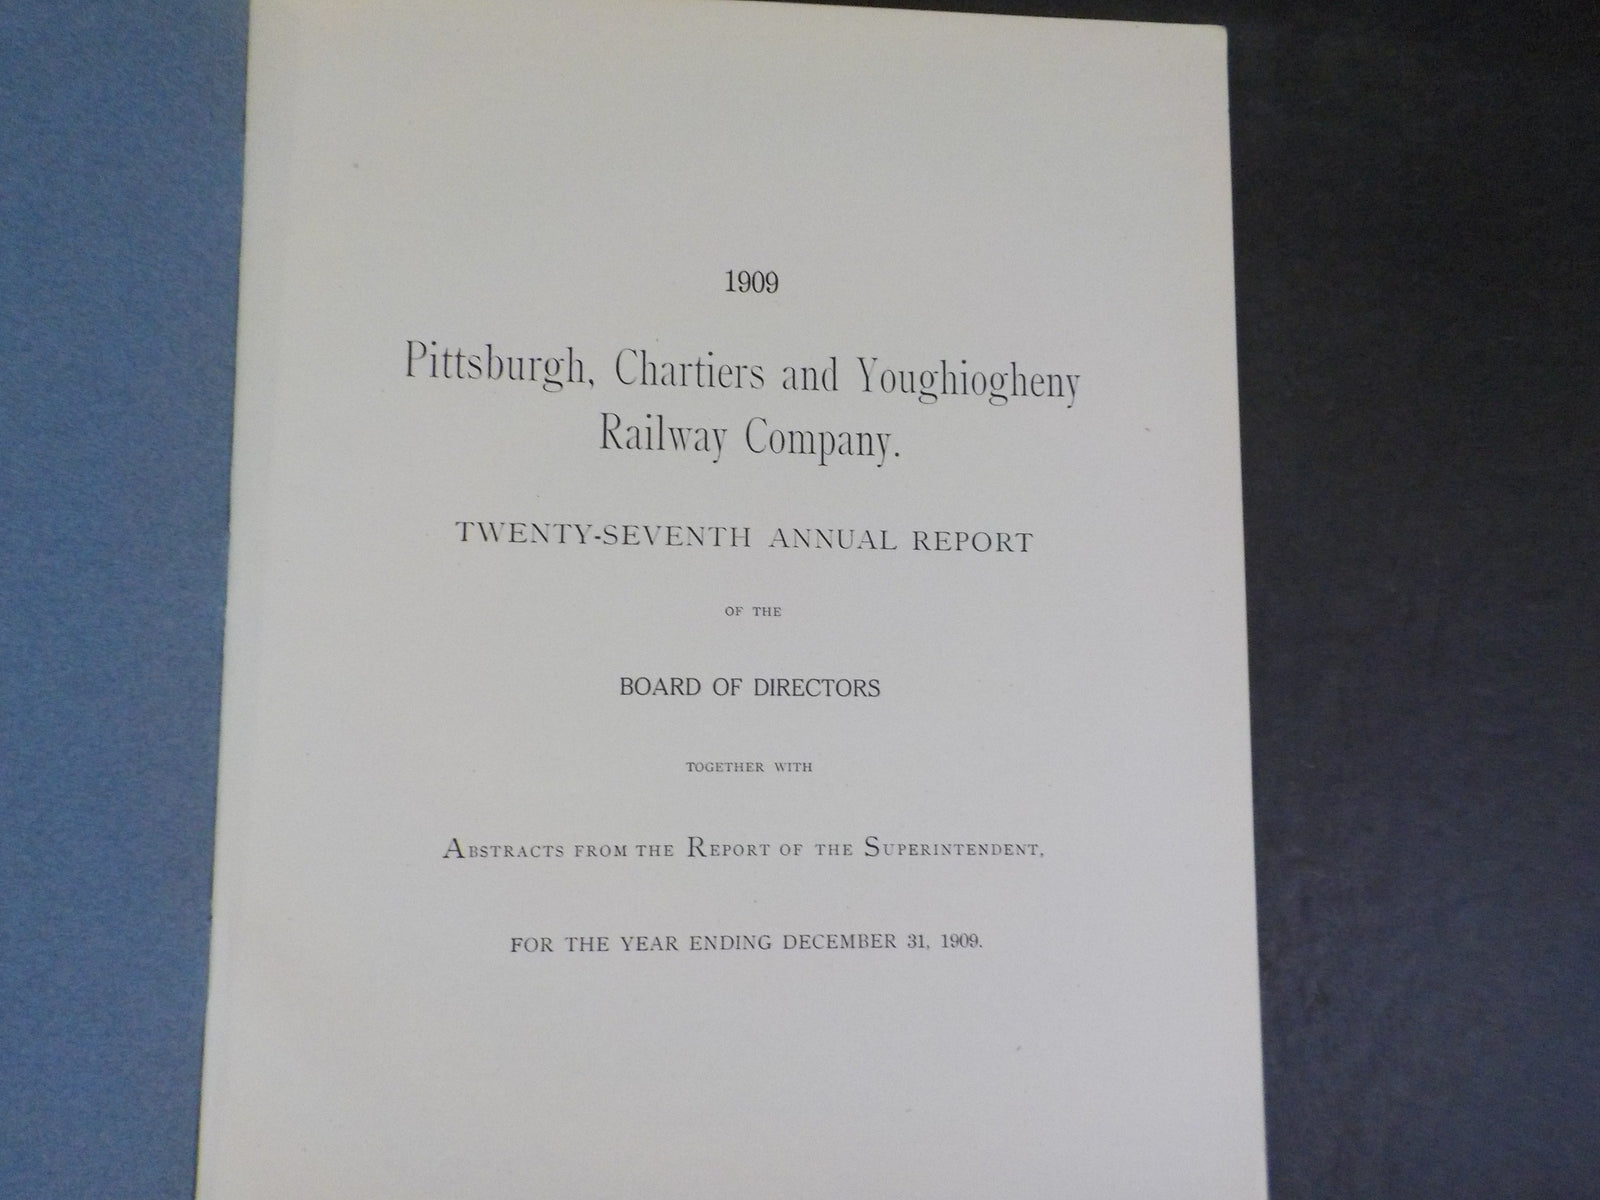 1909
Pittsburgh, Chartiers and Youghiogheny
Railway Company.
TWENTY-SEVENTH ANNUAL REPORT
OF THE
BOARD OF DIRECTORS
TOGETHER WITH
ABSTRACTS FROM THE REPORT OF THE SUPERINTENDENT,
FOR THE YEAR ENDING DECEMBER 31, 1909.